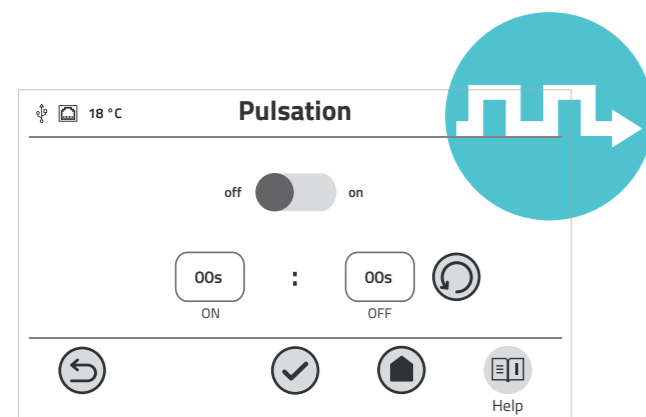 18 °C
Pulsation
off on
00s : 00s
ON OFF
Help